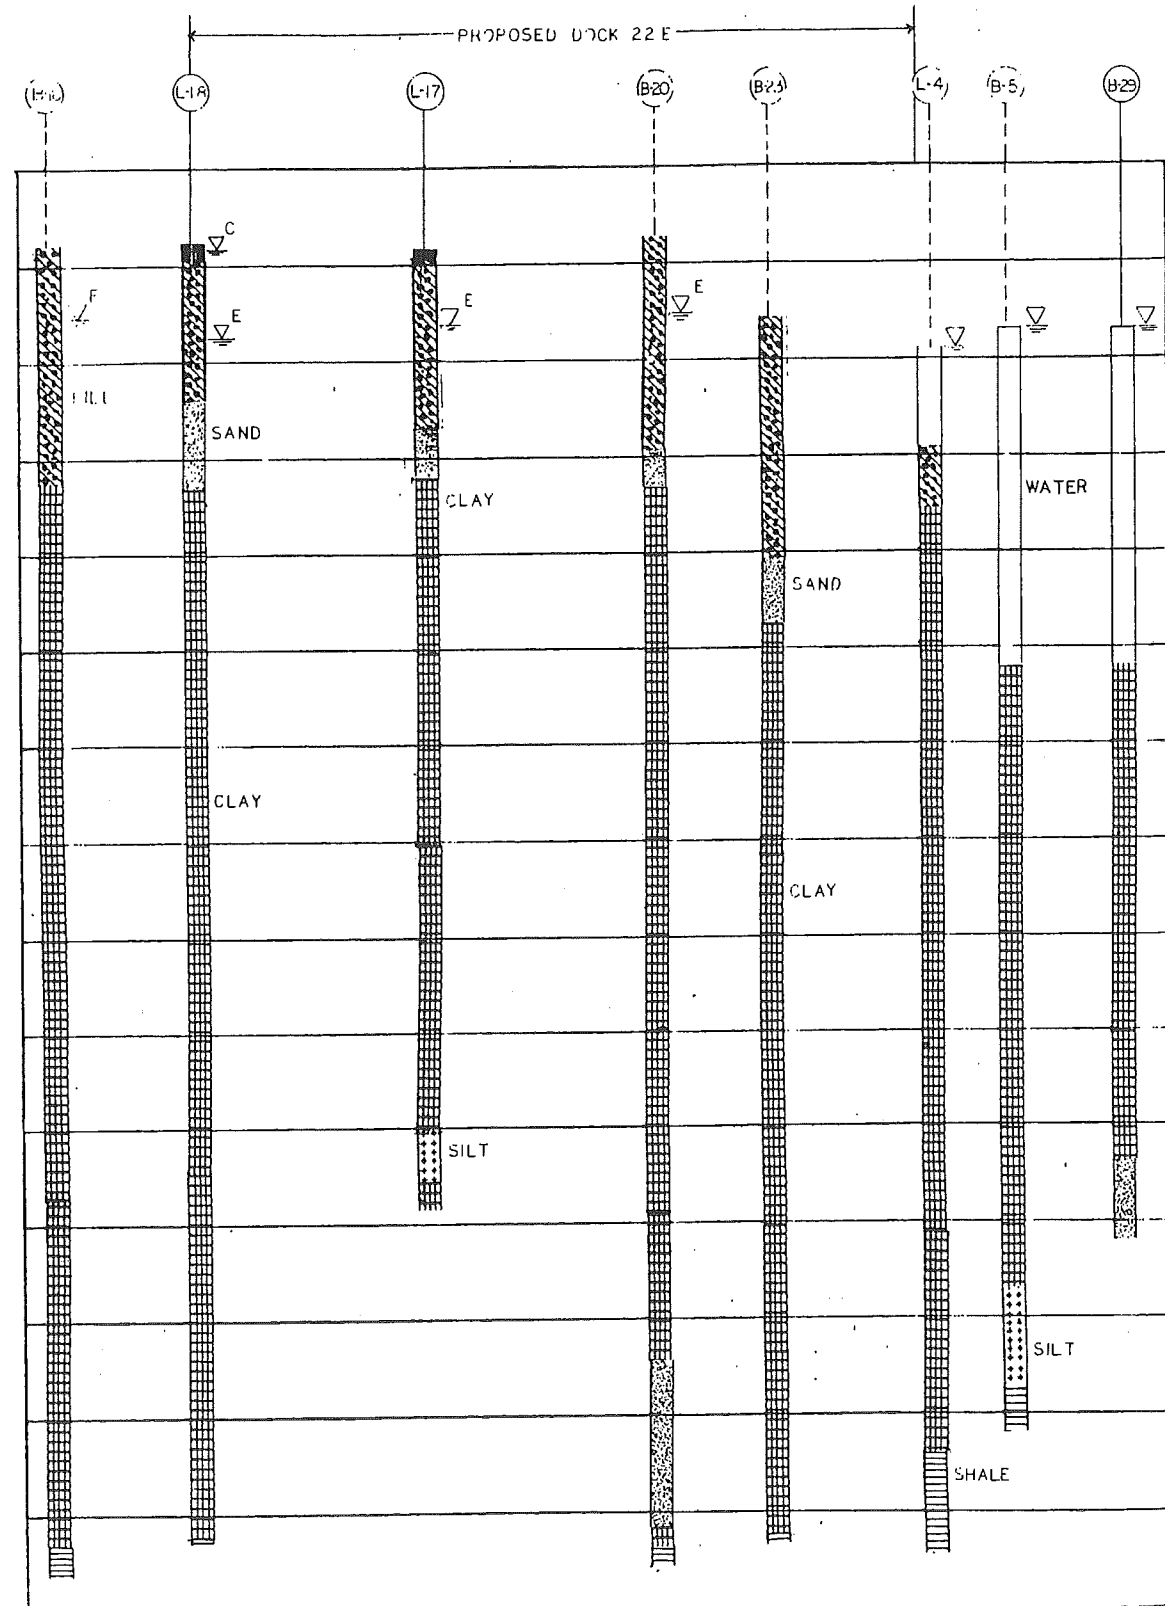 PROPOSED DOCK 22 E
L-18
L-17
B-20
B-23
L-4
B-5
B-29
C
F
E
E
E
FILL
SAND
CLAY
WATER
SAND
CLAY
CLAY
SILT
SILT
SHALE